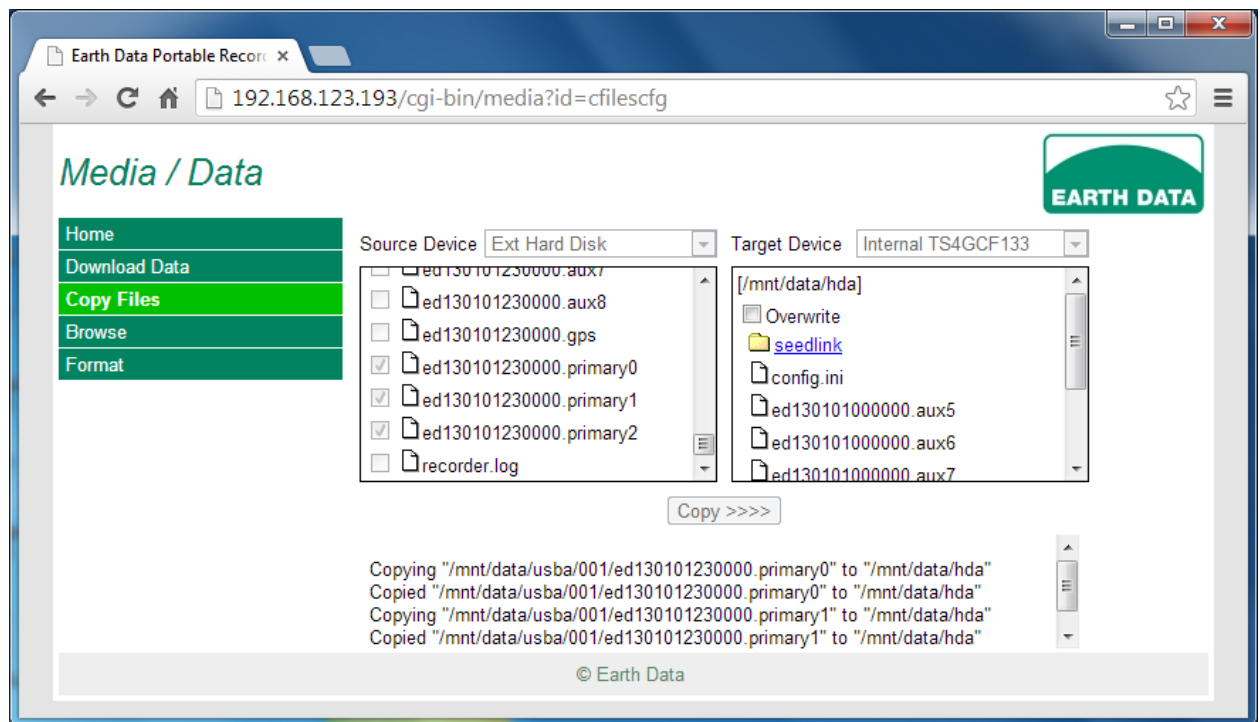 Earth Data Portable Recor
192.168.123.193/cgi-bin/media?id=cfilescfg
Media / Data
EARTH DATA
Home
Download Data
Copy Files
Browse
Format
Source Device Ext Hard Disk
Target Device Internal TS4GCF133
ed130101230000.aux7
ed130101230000.aux8
ed130101230000.gps
ed130101230000.primary0
ed130101230000.primary1
ed130101230000.primary2
recorder.log
[/mnt/data/hda]
Overwrite
seedlink
config.ini
ed130101000000.aux5
ed130101000000.aux6
ed130101000000.aux7
Copy >>>>
Copying "/mnt/data/usba/001/ed130101230000.primary0" to "/mnt/data/hda"
Copied "/mnt/data/usba/001/ed130101230000.primary0" to "/mnt/data/hda"
Copying "/mnt/data/usba/001/ed130101230000.primary1" to "/mnt/data/hda"
Copied "/mnt/data/usba/001/ed130101230000.primary1" to "/mnt/data/hda"
© Earth Data